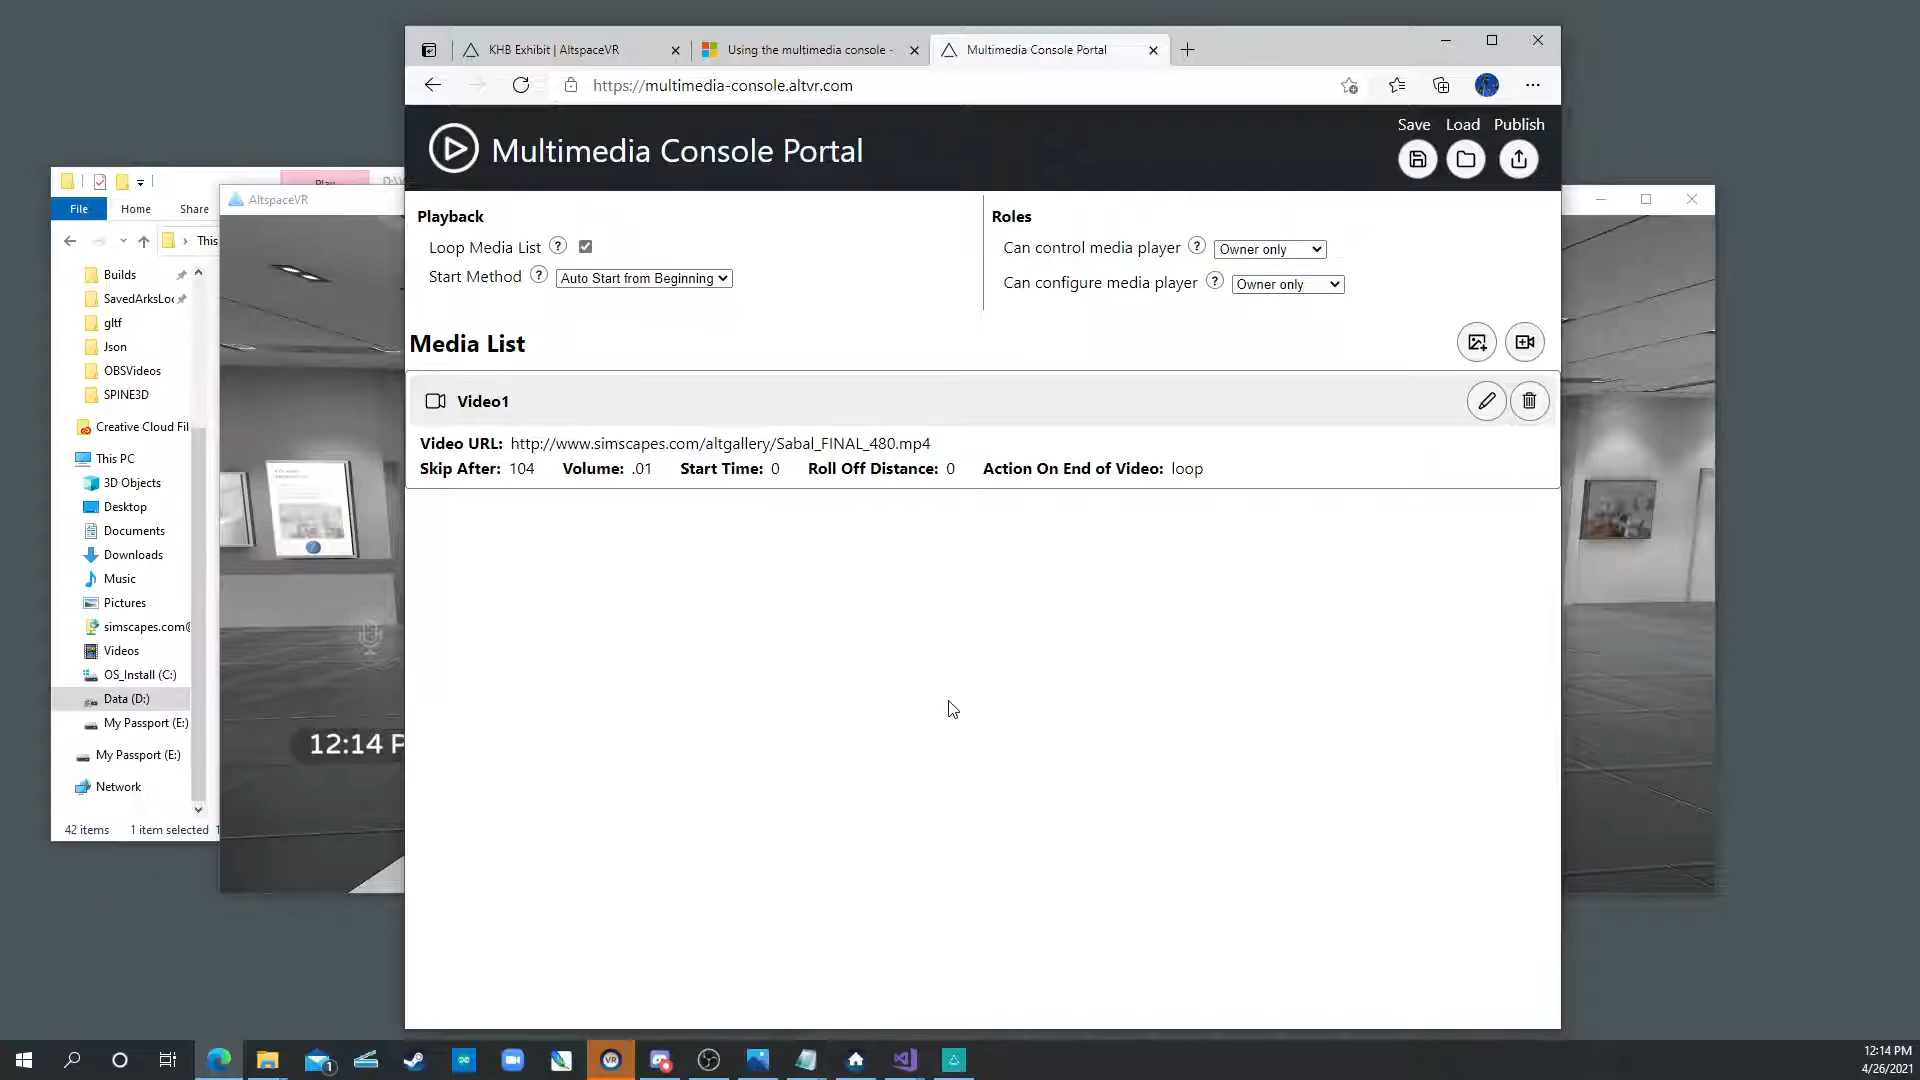 KHB Exhibit | AltspaceVR
Using the multimedia console -
Multimedia Console Portal
https://multimedia-console.altvr.com
Multimedia Console Portal
Save Load Publish
Playback
Loop Media List ?
Start Method ? Auto Start from Beginning
Roles
Can control media player ? Owner only
Can configure media player ? Owner only
Media List
Video1
Video URL: http://www.simscapes.com/altgallery/Sabal_FINAL_480.mp4
Skip After: 104 Volume: .01 Start Time: 0 Roll Off Distance: 0 Action On End of Video: loop
Play
D:\V
File Home Share
This
Builds
SavedArksLoc
gltf
Json
OBSVideos
SPINE3D
Creative Cloud Fil
This PC
3D Objects
Desktop
Documents
Downloads
Music
Pictures
simscapes.com@
Videos
OS_Install (C:)
Data (D:)
My Passport (E:)
My Passport (E:)
Network
42 items 1 item selected 1
AltspaceVR
12:14 P
1
VR
12:14 PM
4/26/2021